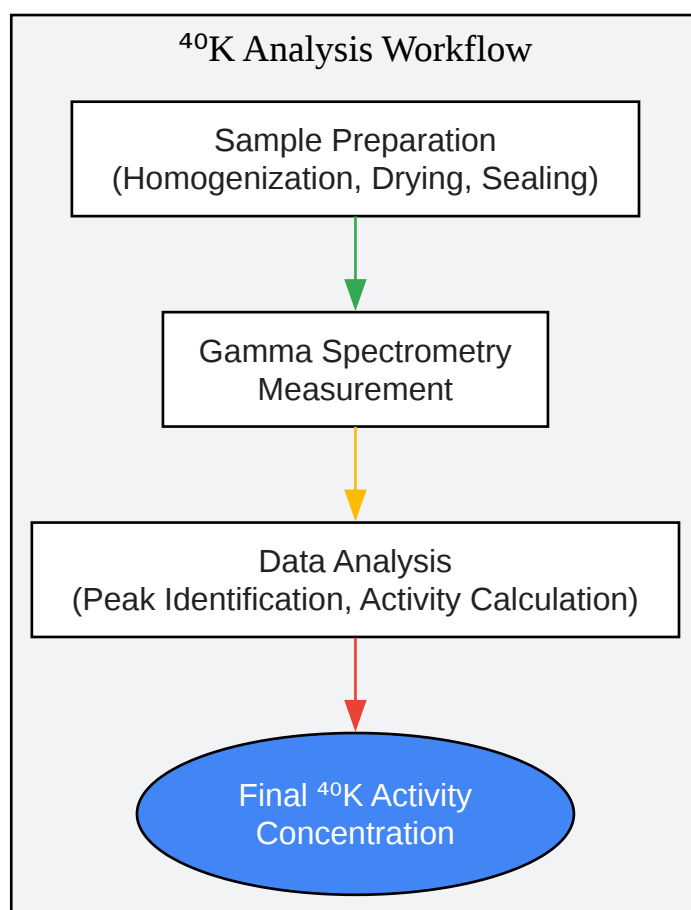 ⁴⁰K Analysis Workflow
Sample Preparation
(Homogenization, Drying, Sealing)
Gamma Spectrometry
Measurement
Data Analysis
(Peak Identification, Activity Calculation)
Final ⁴⁰K Activity
Concentration